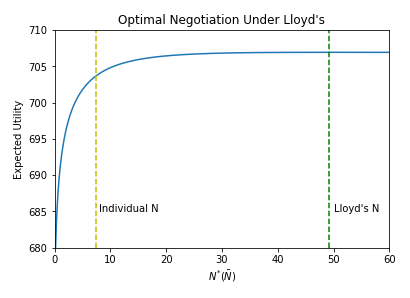 Optimal Negotiation Under Lloyd's
710
705
700
695
690
685
680
Expected Utility
Individual N
Lloyd's N
0 10 20 30 40 50 60
N*(N̄)